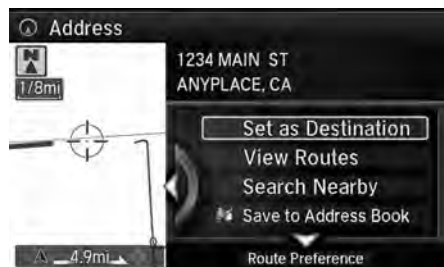 Address
N
1/8mi
1234 MAIN ST
ANYPLACE, CA
Set as Destination
View Routes
Search Nearby
Save to Address Book
4.9mi
Route Preference